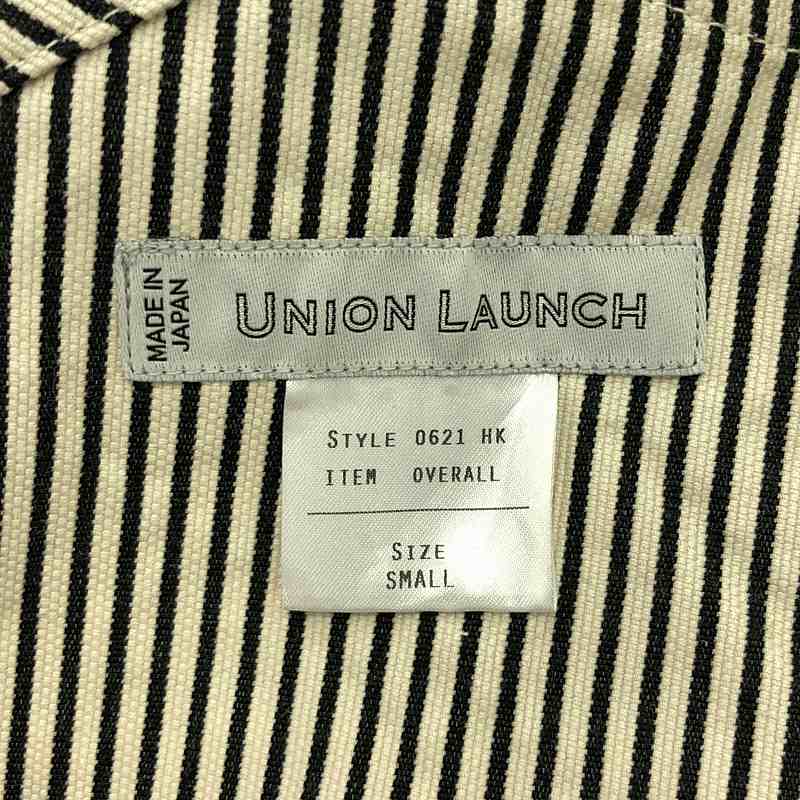 MADE IN
JAPAN
UNION LAUNCH
STYLE 0621 HK
ITEM OVERALL
SIZE
SMALL